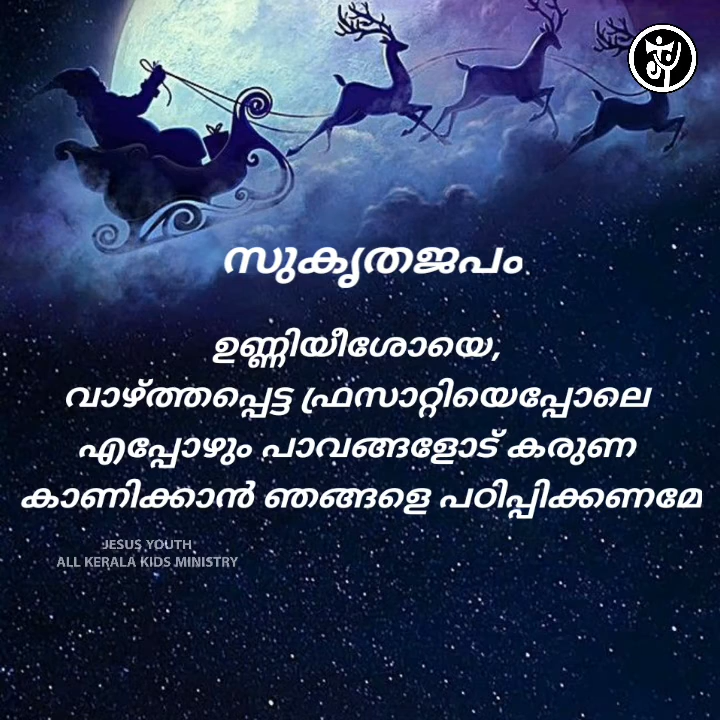 സുകൃതജപം
ഉണ്ണിയീശോയെ,
വാഴ്ത്തപ്പെട്ട ഫ്രസാറ്റിയെപ്പോലെ
എപ്പോഴും പാവങ്ങളോട് കരുണ
കാണിക്കാൻ ഞങ്ങളെ പഠിപ്പിക്കണമേ
JESUS YOUTH
ALL KERALA KIDS MINISTRY